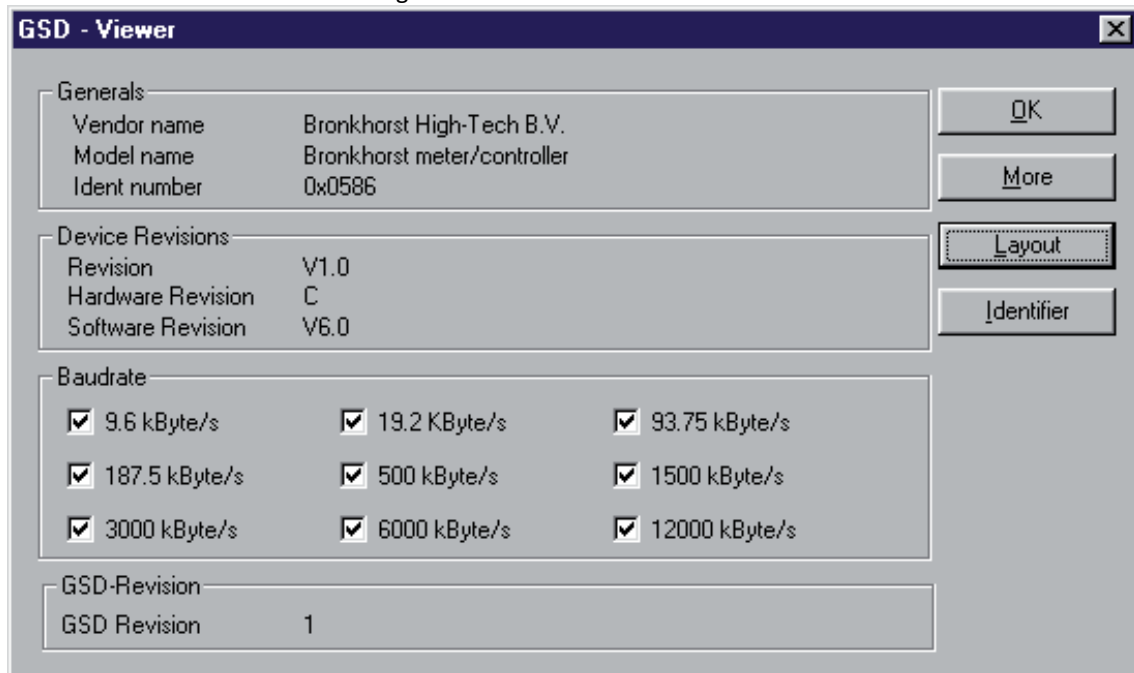 GSD - Viewer
Generals
Vendor name Bronkhorst High-Tech B.V.
Model name Bronkhorst meter/controller
Ident number 0x0586
OK
More
Layout
Identifier
Device Revisions
Revision V1.0
Hardware Revision C
Software Revision V6.0
Baudrate
9.6 kByte/s 19.2 KByte/s 93.75 kByte/s
187.5 kByte/s 500 kByte/s 1500 kByte/s
3000 kByte/s 6000 kByte/s 12000 kByte/s
GSD-Revision
GSD Revision 1